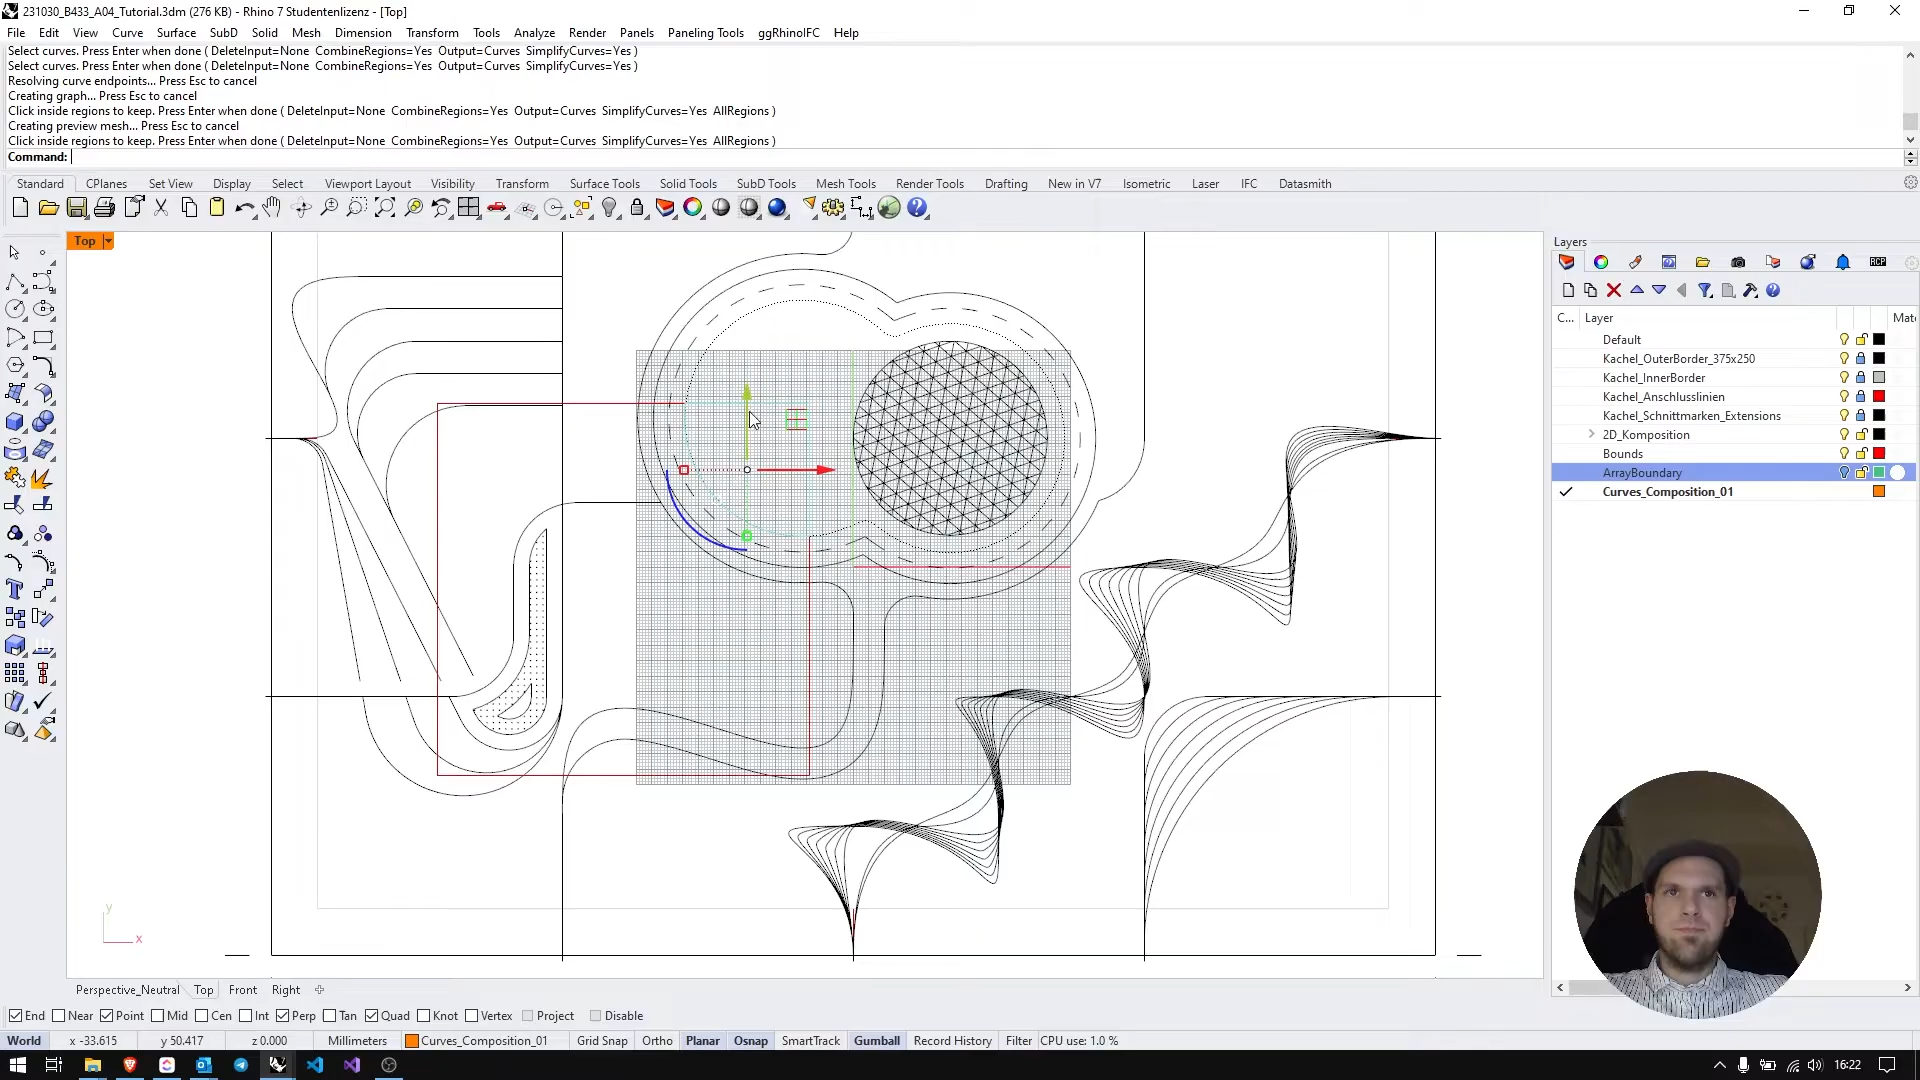 231030_B433_A04_Tutorial.3dm (276 KB) - Rhino 7 Studentenlizenz - [Top]
File Edit View Curve Surface SubD Solid Mesh Dimension Transform Tools Analyze Render Panels Paneling Tools ggRhinoIFC Help
Select curves. Press Enter when done ( DeleteInput=None CombineRegions=Yes Output=Curves SimplifyCurves=Yes )
Select curves. Press Enter when done ( DeleteInput=None CombineRegions=Yes Output=Curves SimplifyCurves=Yes )
Resolving curve endpoints... Press Esc to cancel
Creating graph... Press Esc to cancel
Click inside regions to keep. Press Enter when done ( DeleteInput=None CombineRegions=Yes Output=Curves SimplifyCurves=Yes AllRegions )
Creating preview mesh... Press Esc to cancel
Click inside regions to keep. Press Enter when done ( DeleteInput=None CombineRegions=Yes Output=Curves SimplifyCurves=Yes AllRegions )
Command:
Standard CPlanes Set View Display Select Viewport Layout Visibility Transform Surface Tools Solid Tools SubD Tools Mesh Tools Render Tools Drafting New in V7 Isometric Laser IFC Datasmith
Top
Layers
RCP
C... Layer Mate
Default
Kachel_OuterBorder_375x250
Kachel_InnerBorder
Kachel_Anschlusslinien
Kachel_Schnittmarken_Extensions
2D_Komposition
Bounds
ArrayBoundary
Curves_Composition_01
y
x
Perspective_Neutral Top Front Right
End Near Point Mid Cen Int Perp Tan Quad Knot Vertex Project Disable
World x -33.615 y 50.417 z 0.000 Millimeters Curves_Composition_01 Grid Snap Ortho Planar Osnap SmartTrack Gumball Record History Filter CPU use: 1.0 %
16:22